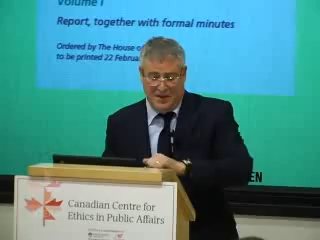 Volume I
Report, together with formal minutes
Ordered by The House of
to be printed 22 Februar
EN
Canadian Centre for
Ethics in Public Affairs